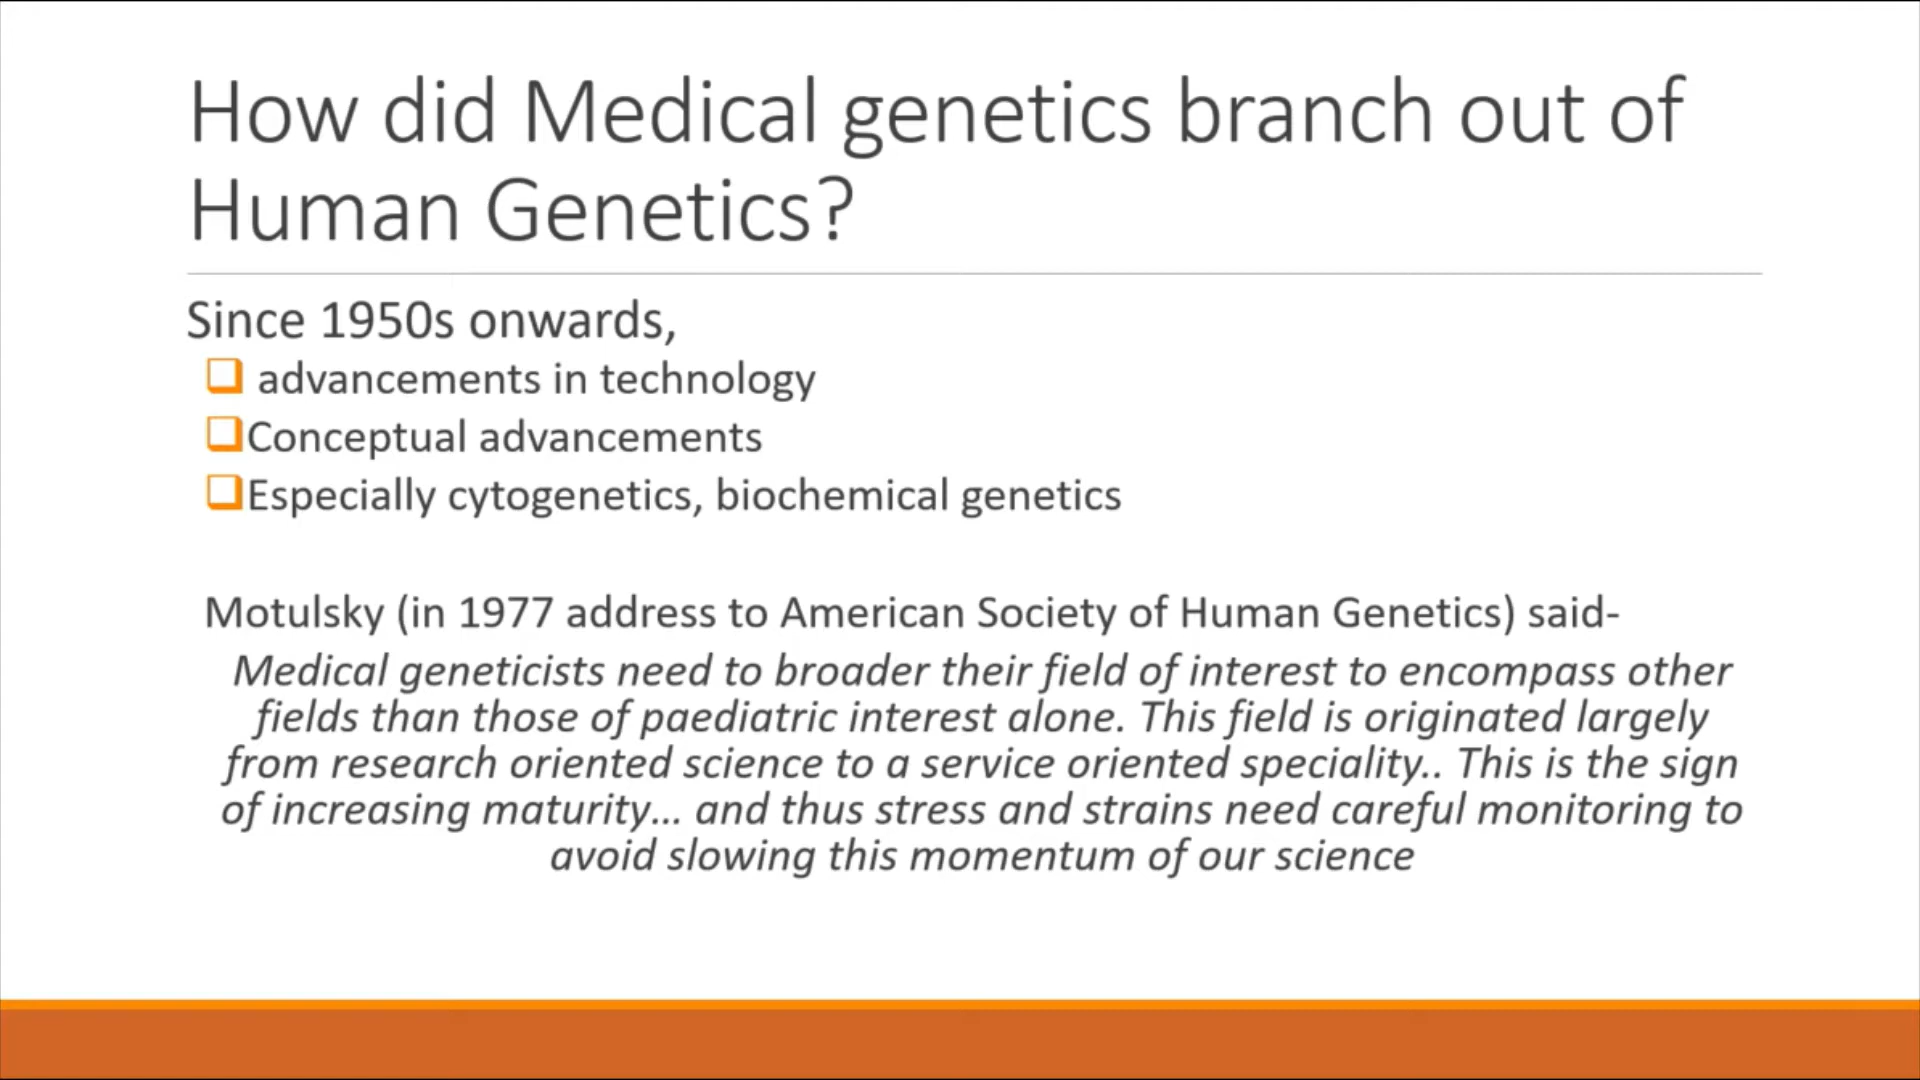 How did Medical genetics branch out of
Human Genetics?
Since 1950s onwards,
advancements in technology
Conceptual advancements
Especially cytogenetics, biochemical genetics
Motulsky (in 1977 address to American Society of Human Genetics) said-
Medical geneticists need to broader their field of interest to encompass other
fields than those of paediatric interest alone. This field is originated largely
from research oriented science to a service oriented speciality.. This is the sign
of increasing maturity... and thus stress and strains need careful monitoring to
avoid slowing this momentum of our science